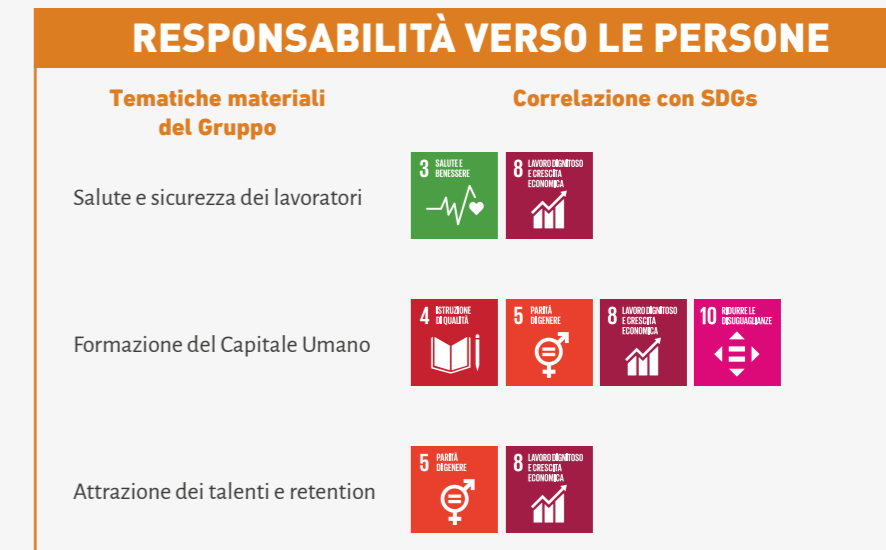 RESPONSABILITÀ VERSO LE PERSONE
Tematiche materiali
del Gruppo
Correlazione con SDGs
Salute e sicurezza dei lavoratori
3 SALUTE E
BENESSERE
8 LAVORO DIGNITOSO
E CRESCITA
ECONOMICA
Formazione del Capitale Umano
4 ISTRUZIONE
DI QUALITÀ
5 PARITÀ
DI GENERE
8 LAVORO DIGNITOSO
E CRESCITA
ECONOMICA
10 RIDURRE LE
DISUGUAGLIANZE
Attrazione dei talenti e retention
5 PARITÀ
DI GENERE
8 LAVORO DIGNITOSO
E CRESCITA
ECONOMICA